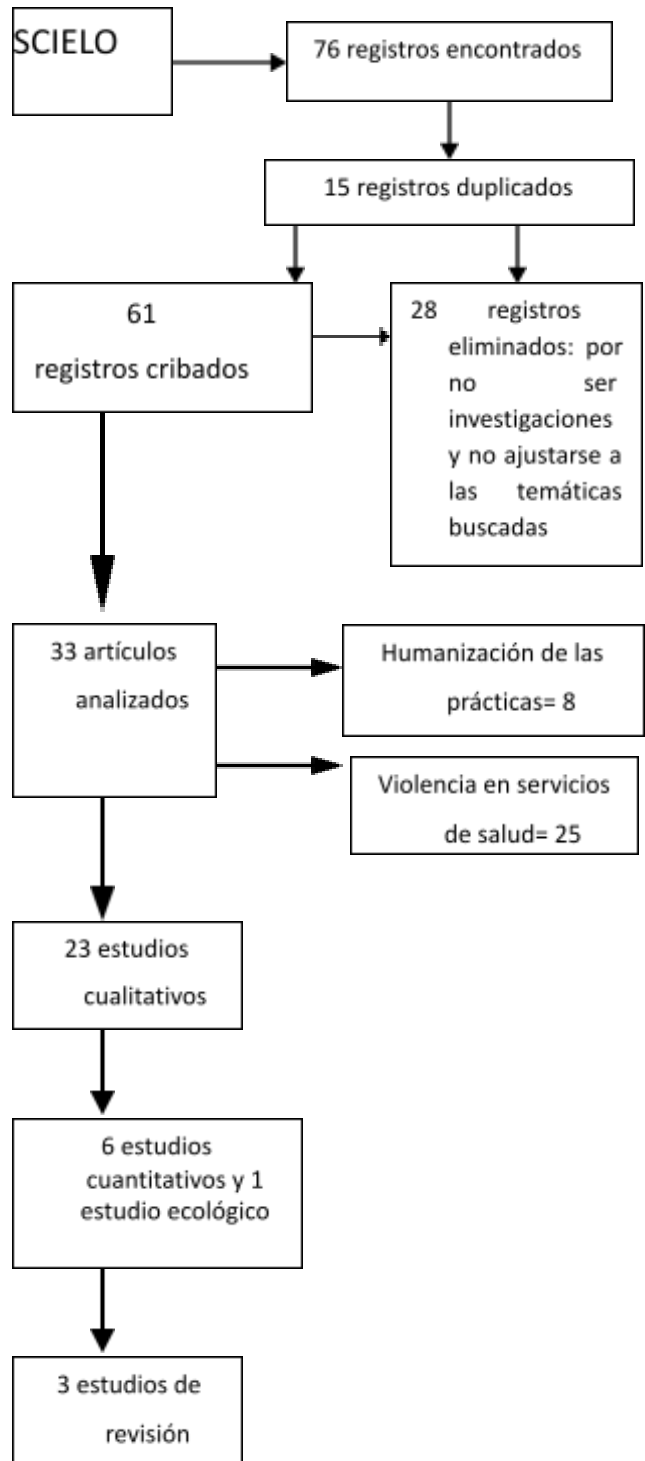 SCIELO
76 registros encontrados
15 registros duplicados
61
registros cribados
28 registros
eliminados: por
no ser
investigaciones
y no ajustarse a
las temáticas
buscadas
33 artículos
analizados
Humanización de las
prácticas= 8
Violencia en servicios
de salud= 25
23 estudios
cualitativos
6 estudios
cuantitativos y 1
estudio ecológico
3 estudios de
revisión